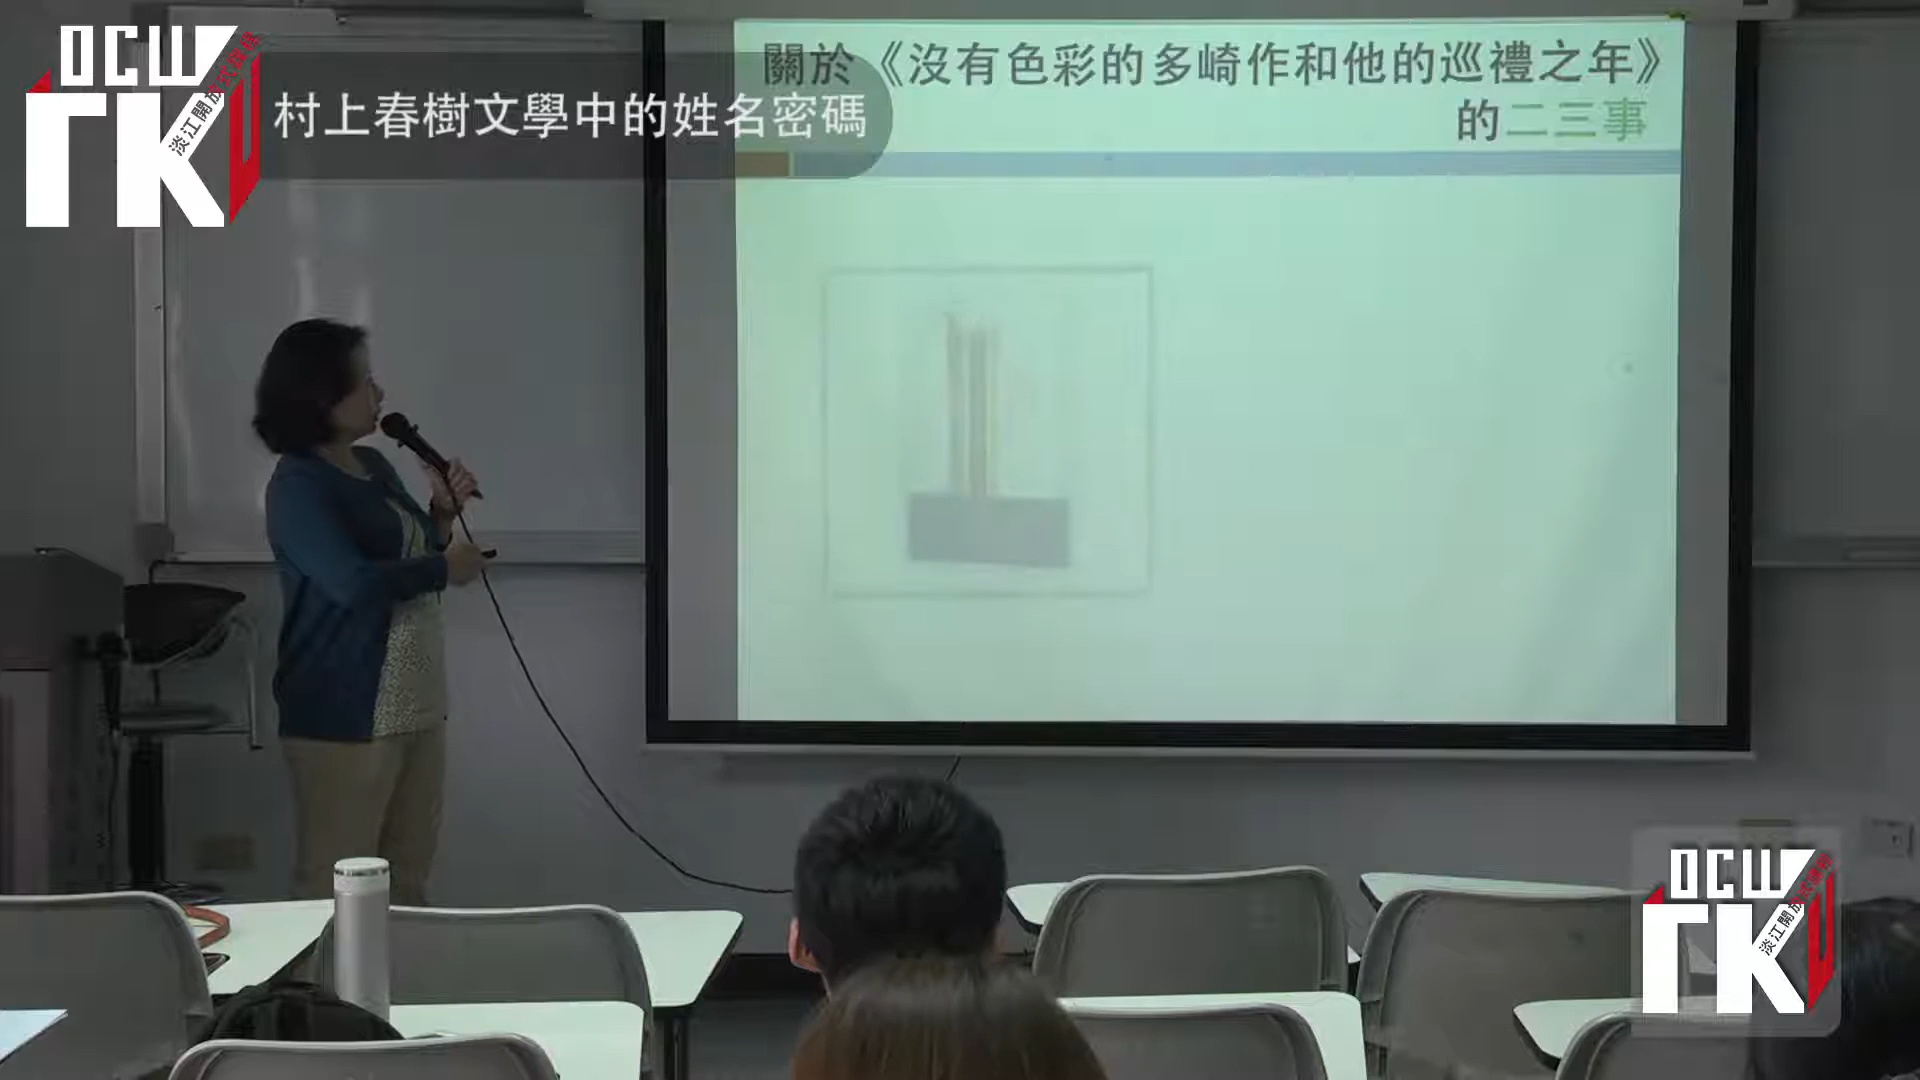 OCW
TKU
淡江開放式課程
村上春樹文學中的姓名密碼
關於《沒有色彩的多崎作和他的巡禮之年》
的二三事
OCW
TKU
淡江開放式課程